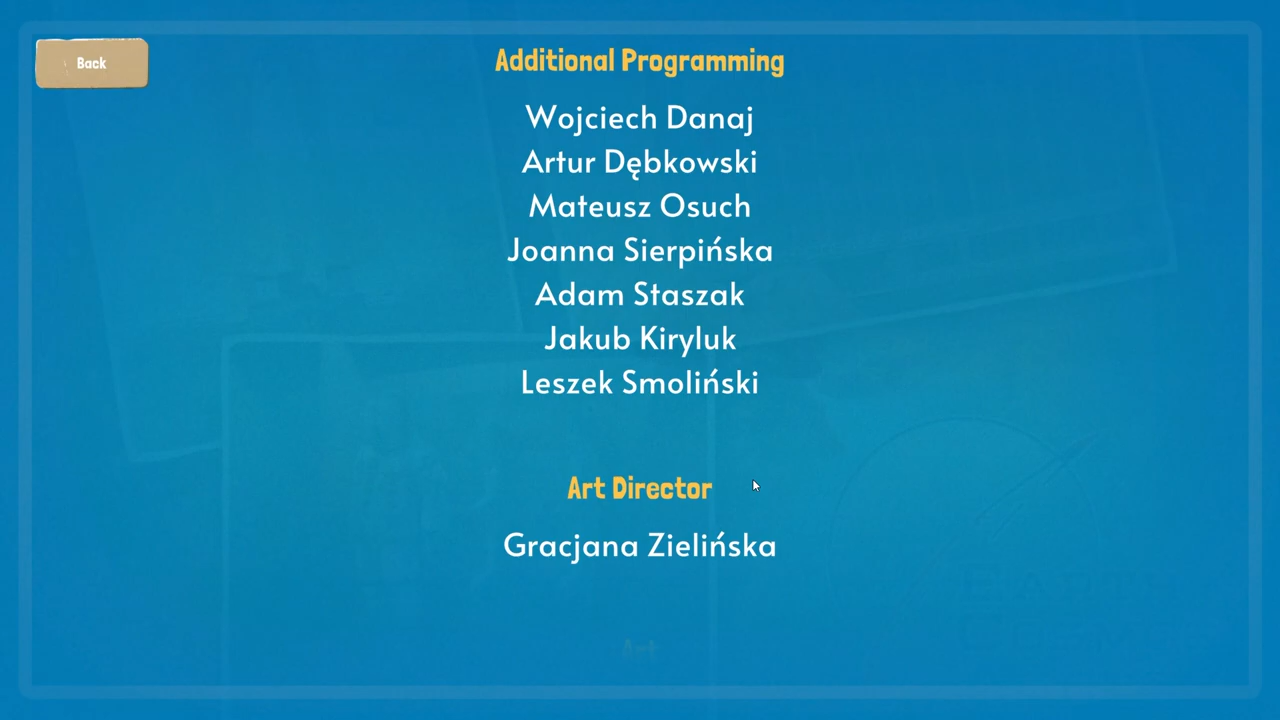 Back
Additional Programming
Wojciech Danaj
Artur Dębkowski
Mateusz Osuch
Joanna Sierpińska
Adam Staszak
Jakub Kiryluk
Leszek Smoliński
Art Director
Gracjana Zielińska
Art